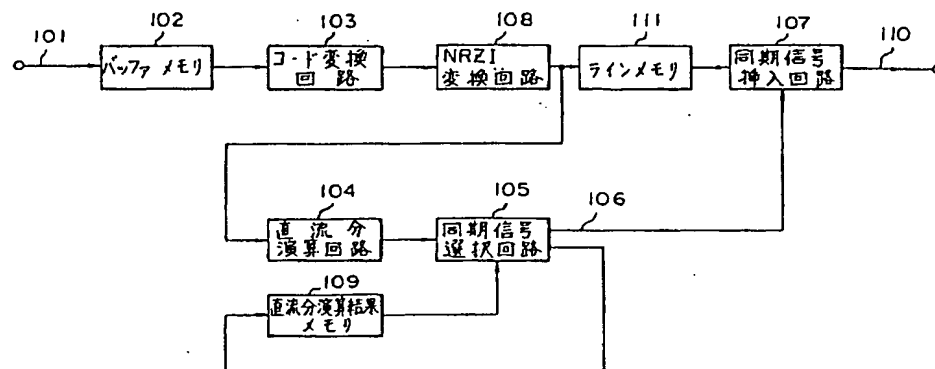 101
102
バッファ メモリ
103
コード変換
回路
108
NRZI
変換回路
111
ラインメモリ
107
同期信号
挿入回路
110
104
直流分
演算回路
105
同期信号
選択回路
106
109
直流分演算結果
メモリ